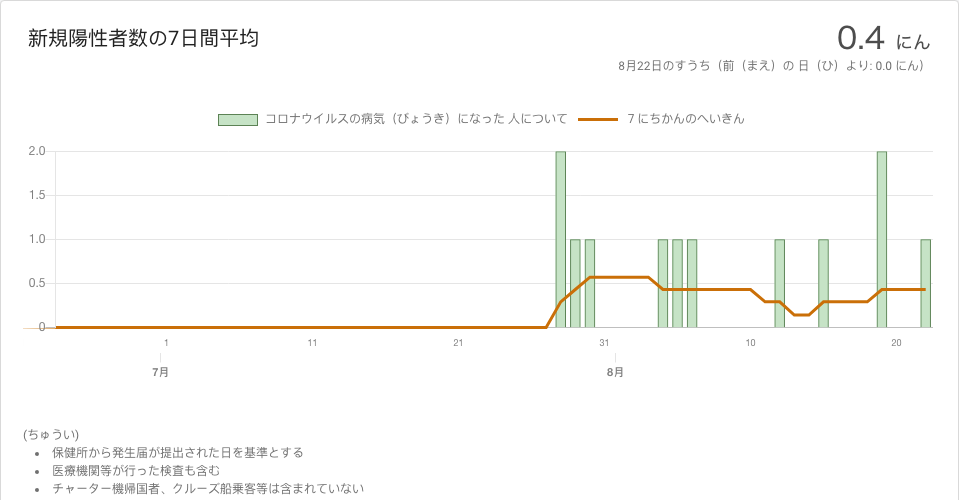 新規陽性者数の7日間平均
0.4 にん
8月22日のすうち（前（まえ）の 日（ひ）より: 0.0 にん）
コロナウイルスの病気（びょうき）になった 人について
7 にちかんのへいきん
2.0
1.5
1.0
0.5
0
1 11 21 31 10 20
7月 8月
(ちゅうい)
• 保健所から発生届が提出された日を基準とする
• 医療機関等が行った検査も含む
• チャーター機帰国者、クルーズ船乗客等は含まれていない